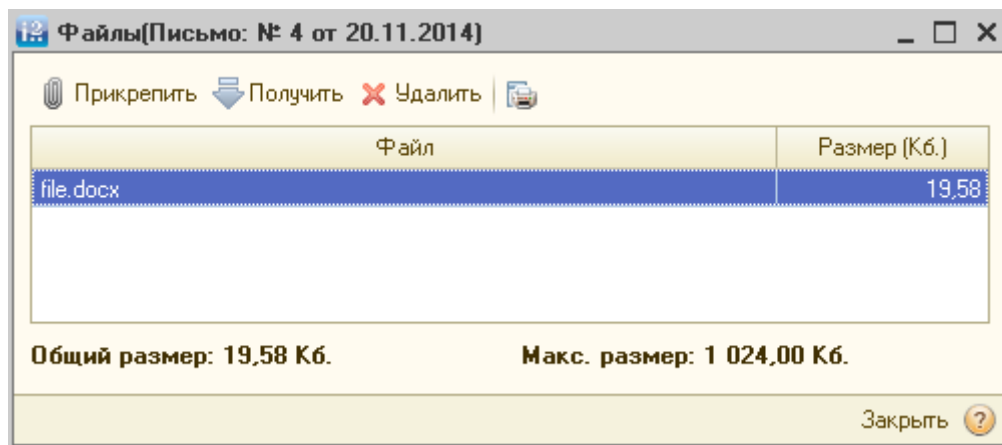 Файлы(Письмо: № 4 от 20.11.2014)
Прикрепить Получить Удалить
Файл Размер (Кб.)
file.docx 19,58
Общий размер: 19,58 Кб. Макс. размер: 1 024,00 Кб.
Закрыть ?